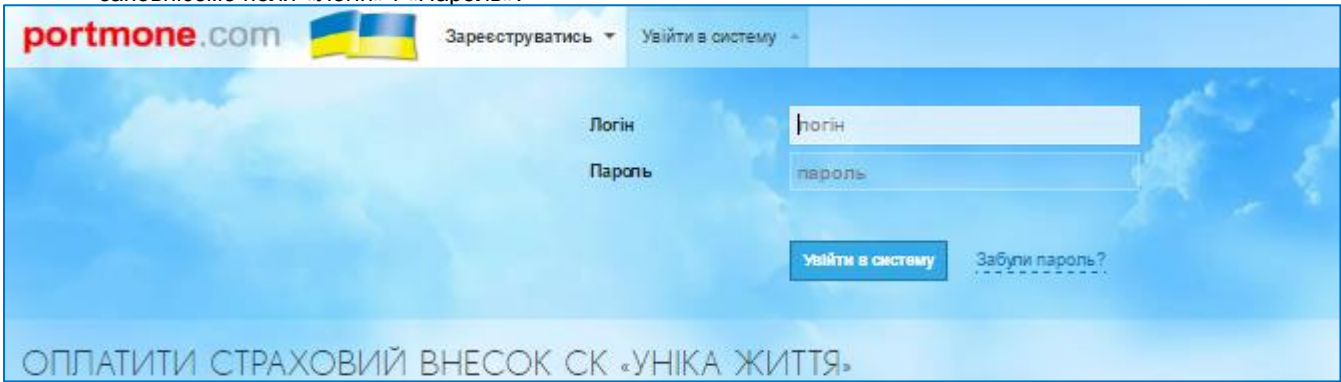 portmone.com Зареєструватись Увійти в систему
Логін логін
Пароль пароль
Увійти в систему Забули пароль?
ОПЛАТИТИ СТРАХОВИЙ ВНЕСОК СК «УНІКА ЖИТТЯ»